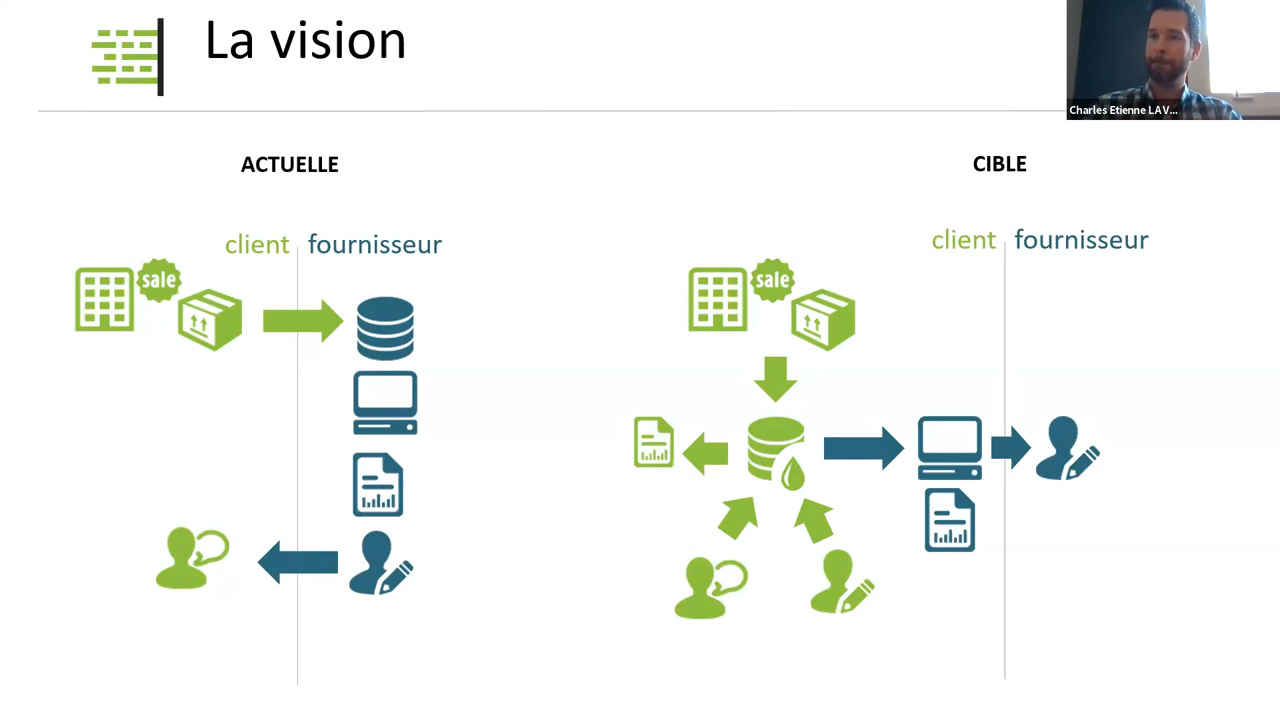 La vision
Charles Etienne LAV...
ACTUELLE
CIBLE
client fournisseur
client fournisseur
sale
sale